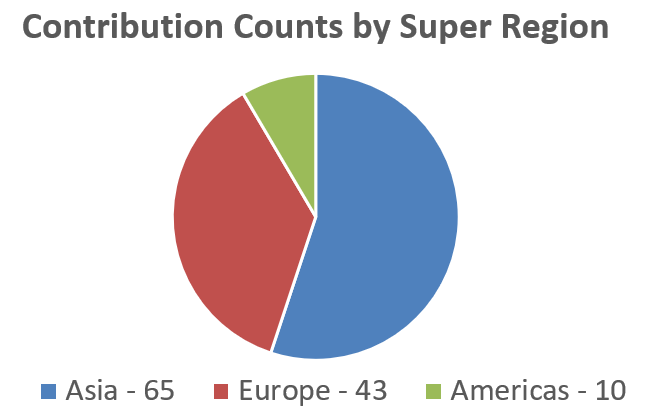 Contribution Counts by Super Region
Asia - 65 Europe - 43 Americas - 10